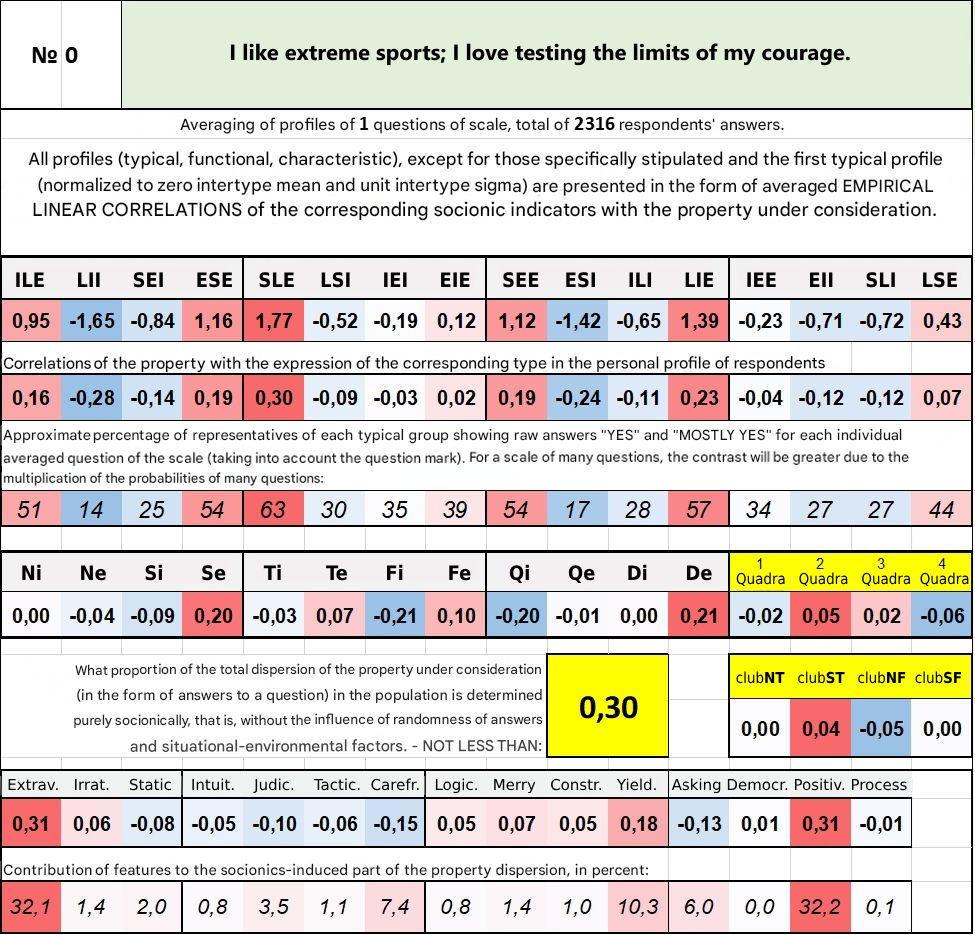 № 0
I like extreme sports; I love testing the limits of my courage.
Averaging of profiles of 1 questions of scale, total of 2316 respondents' answers.
All profiles (typical, functional, characteristic), except for those specifically stipulated and the first typical profile
(normalized to zero intertype mean and unit intertype sigma) are presented in the form of averaged EMPIRICAL
LINEAR CORRELATIONS of the corresponding socionic indicators with the property under consideration.
ILE LII SEI ESE SLE LSI IEI EIE SEE ESI ILI LIE IEE EII SLI LSE
0,95 -1,65 -0,84 1,16 1,77 -0,52 -0,19 0,12 1,12 -1,42 -0,65 1,39 -0,23 -0,71 -0,72 0,43
Correlations of the property with the expression of the corresponding type in the personal profile of respondents
0,16 -0,28 -0,14 0,19 0,30 -0,09 -0,03 0,02 0,19 -0,24 -0,11 0,23 -0,04 -0,12 -0,12 0,07
Approximate percentage of representatives of each typical group showing raw answers "YES" and "MOSTLY YES" for each individual
averaged question of the scale (taking into account the question mark). For a scale of many questions, the contrast will be greater due to the
multiplication of the probabilities of many questions:
51 14 25 54 63 30 35 39 54 17 28 57 34 27 27 44
Ni Ne Si Se Ti Te Fi Fe Qi Qe Di De 1 Quadra 2 Quadra 3 Quadra 4 Quadra
0,00 -0,04 -0,09 0,20 -0,03 0,07 -0,21 0,10 -0,20 -0,01 0,00 0,21 -0,02 0,05 0,02 -0,06
What proportion of the total dispersion of the property under consideration
(in the form of answers to a question) in the population is determined
purely socionically, that is, without the influence of randomness of answers
and situational-environmental factors. - NOT LESS THAN:
0,30
clubNT clubST clubNF clubSF
0,00 0,04 -0,05 0,00
Extrav. Irrat. Static Intuit. Judic. Tactic. Carefr. Logic. Merry Constr. Yield. Asking Democr. Positiv. Process
0,31 0,06 -0,08 -0,05 -0,10 -0,06 -0,15 0,05 0,07 0,05 0,18 -0,13 0,01 0,31 -0,01
Contribution of features to the socionics-induced part of the property dispersion, in percent:
32,1 1,4 2,0 0,8 3,5 1,1 7,4 0,8 1,4 1,0 10,3 6,0 0,0 32,2 0,1